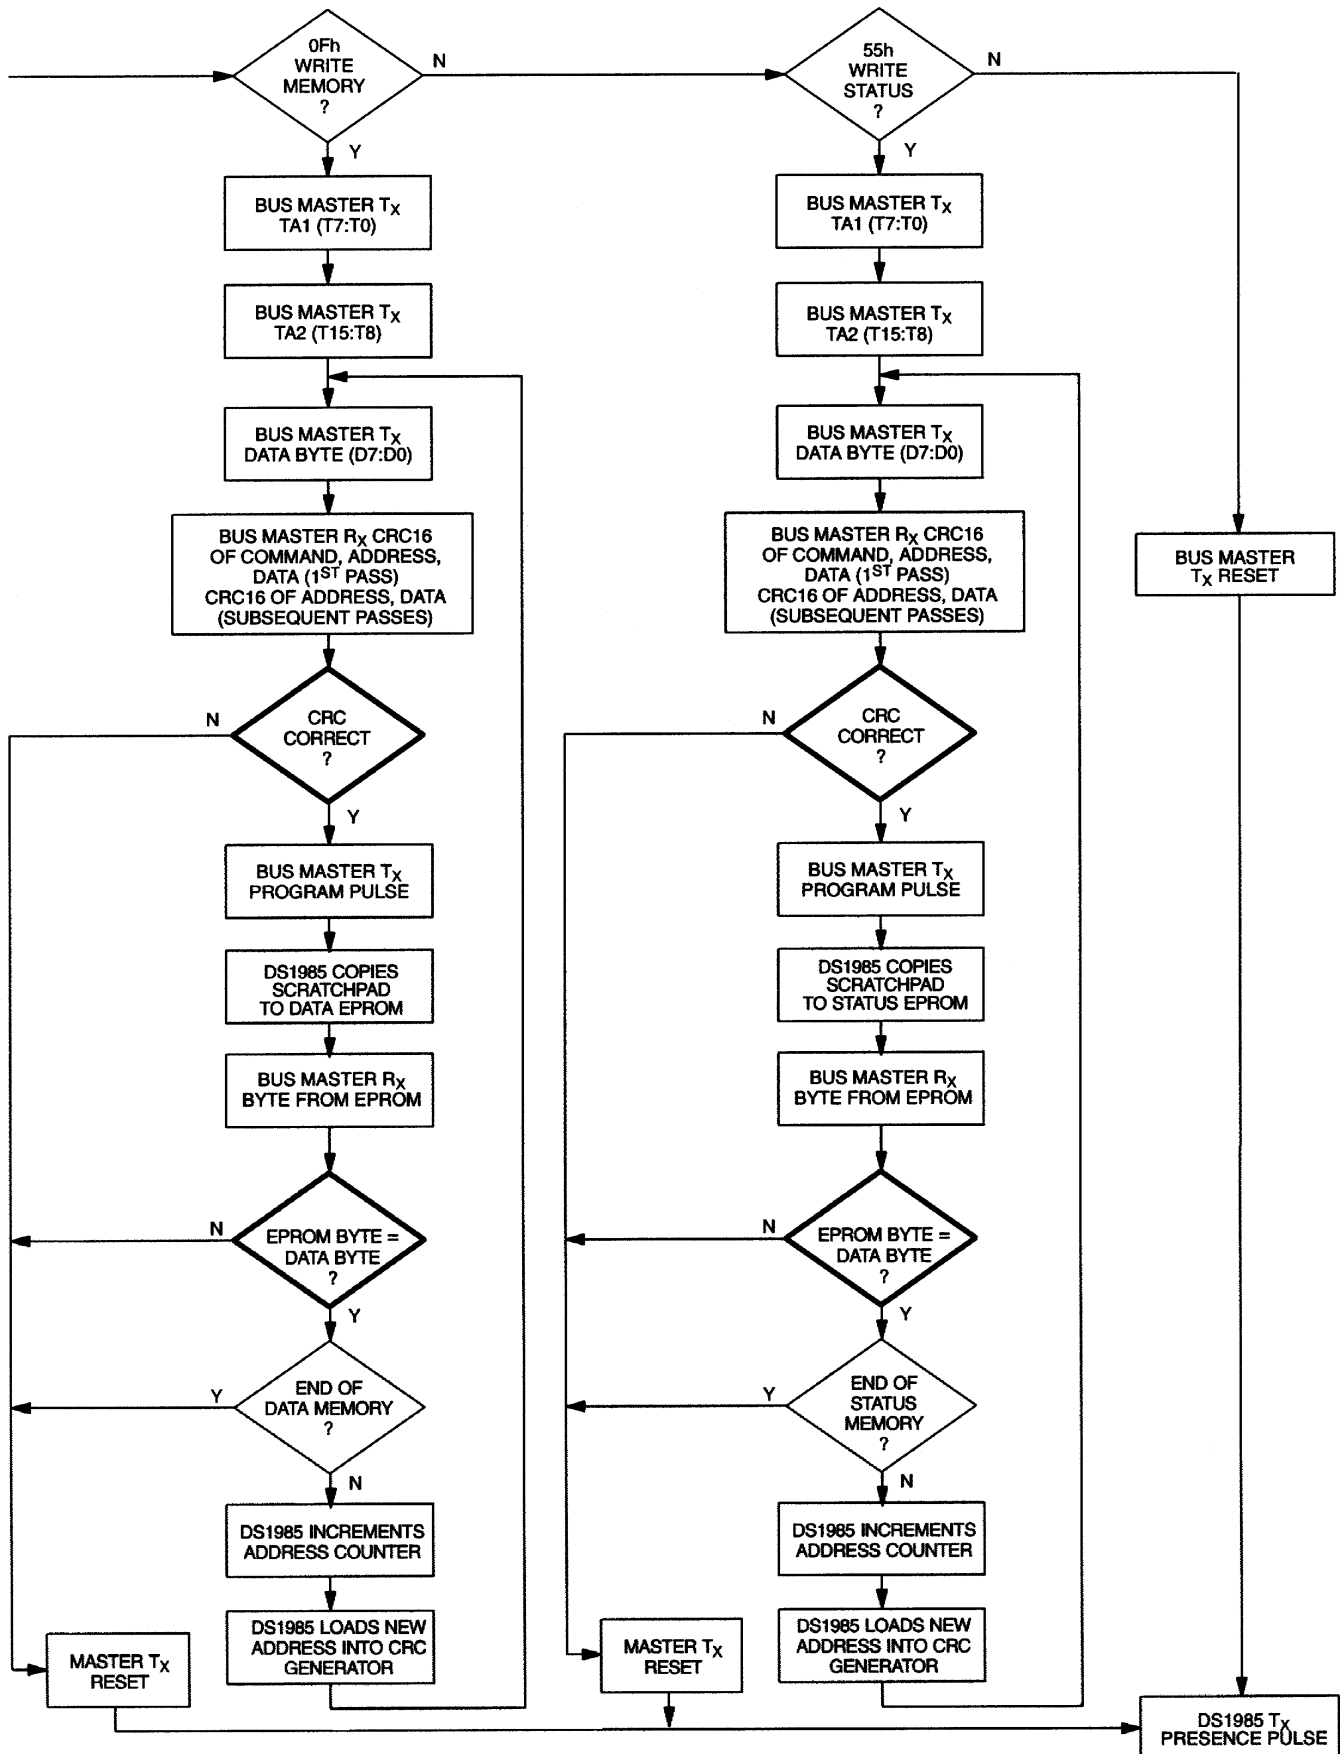 0Fh
WRITE
MEMORY
?
N
Y
BUS MASTER TX
TA1 (T7:T0)
BUS MASTER TX
TA2 (T15:T8)
BUS MASTER TX
DATA BYTE (D7:D0)
BUS MASTER RX CRC16
OF COMMAND, ADDRESS,
DATA (1ST PASS)
CRC16 OF ADDRESS, DATA
(SUBSEQUENT PASSES)
N
CRC
CORRECT
?
Y
BUS MASTER TX
PROGRAM PULSE
DS1985 COPIES
SCRATCHPAD
TO DATA EPROM
BUS MASTER RX
BYTE FROM EPROM
N
EPROM BYTE =
DATA BYTE
?
Y
Y
END OF
DATA MEMORY
?
N
DS1985 INCREMENTS
ADDRESS COUNTER
DS1985 LOADS NEW
ADDRESS INTO CRC
GENERATOR
MASTER TX
RESET
55h
WRITE
STATUS
?
N
Y
BUS MASTER TX
TA1 (T7:T0)
BUS MASTER TX
TA2 (T15:T8)
BUS MASTER TX
DATA BYTE (D7:D0)
BUS MASTER RX CRC16
OF COMMAND, ADDRESS,
DATA (1ST PASS)
CRC16 OF ADDRESS, DATA
(SUBSEQUENT PASSES)
N
CRC
CORRECT
?
Y
BUS MASTER TX
PROGRAM PULSE
DS1985 COPIES
SCRATCHPAD
TO STATUS EPROM
BUS MASTER RX
BYTE FROM EPROM
N
EPROM BYTE =
DATA BYTE
?
Y
Y
END OF
STATUS
MEMORY
?
N
DS1985 INCREMENTS
ADDRESS COUNTER
DS1985 LOADS NEW
ADDRESS INTO CRC
GENERATOR
MASTER TX
RESET
BUS MASTER
TX RESET
DS1985 TX
PRESENCE PULSE